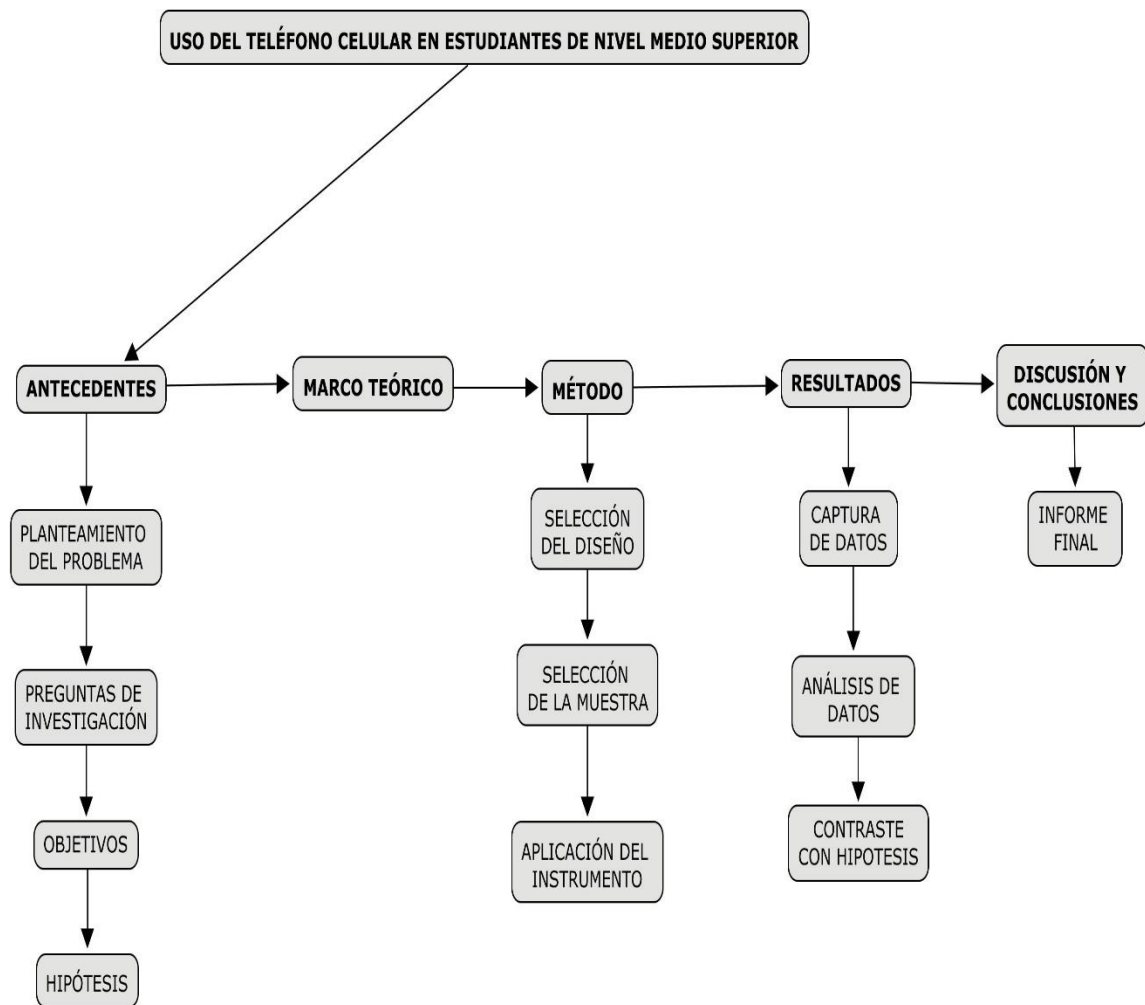 USO DEL TELÉFONO CELULAR EN ESTUDIANTES DE NIVEL MEDIO SUPERIOR
ANTECEDENTES
MARCO TEÓRICO
MÉTODO
RESULTADOS
DISCUSIÓN Y
CONCLUSIONES
PLANTEAMIENTO
DEL PROBLEMA
PREGUNTAS DE
INVESTIGACIÓN
OBJETIVOS
HIPÓTESIS
SELECCIÓN
DEL DISEÑO
SELECCIÓN
DE LA MUESTRA
APLICACIÓN DEL
INSTRUMENTO
CAPTURA
DE DATOS
ANÁLISIS DE
DATOS
CONTRASTE
CON HIPOTESIS
INFORME
FINAL